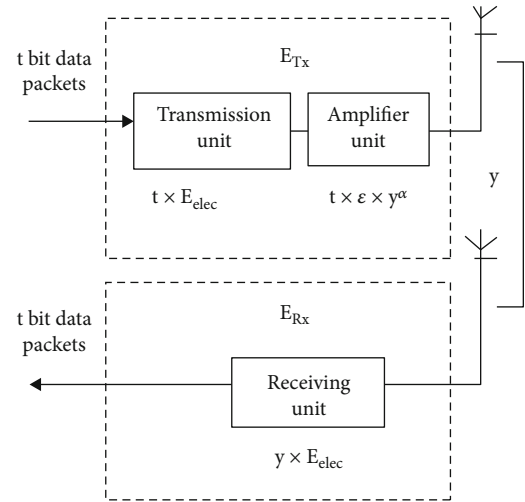 t bit data
packets
E_Tx
Transmission
unit
Amplifier
unit
t × E_elec
t × ε × y^α
y
t bit data
packets
E_Rx
Receiving
unit
y × E_elec